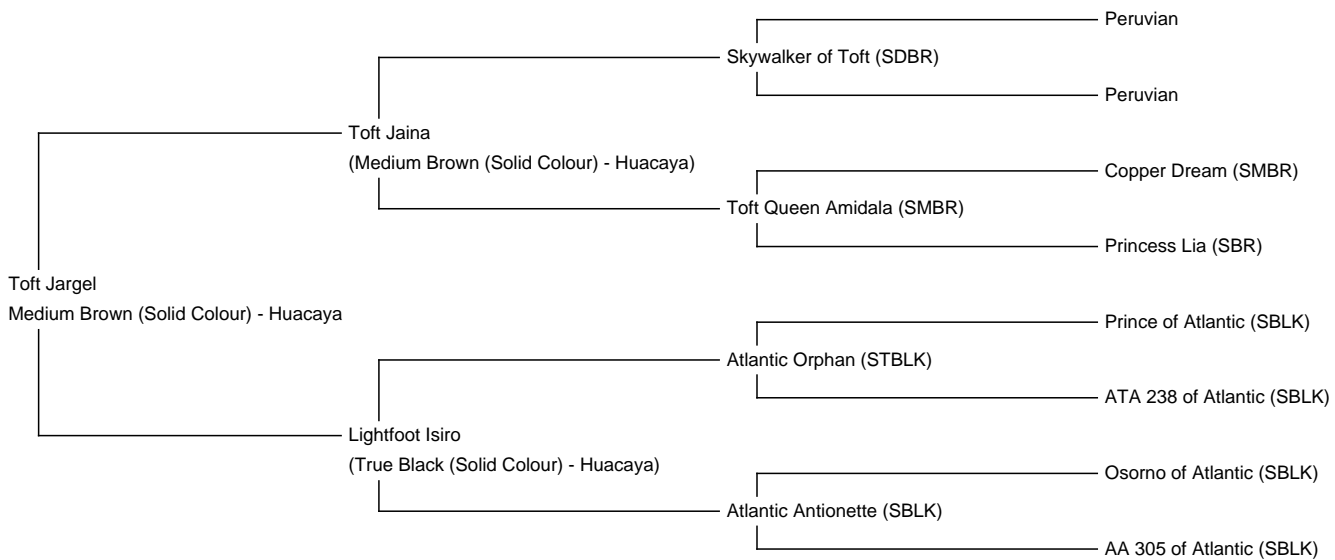 Peruvian
Skywalker of Toft (SDBR)
Peruvian
Toft Jaina
(Medium Brown (Solid Colour) - Huacaya)
Copper Dream (SMBR)
Toft Queen Amidala (SMBR)
Princess Lia (SBR)
Toft Jargel
Medium Brown (Solid Colour) - Huacaya
Prince of Atlantic (SBLK)
Atlantic Orphan (STBLK)
ATA 238 of Atlantic (SBLK)
Lightfoot Isiro
(True Black (Solid Colour) - Huacaya)
Osorno of Atlantic (SBLK)
Atlantic Antionette (SBLK)
AA 305 of Atlantic (SBLK)